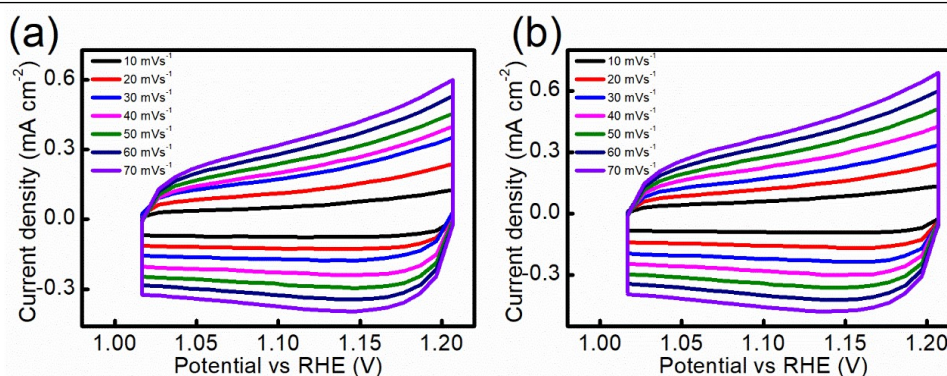 (a)
10 mVs⁻¹
20 mVs⁻¹
30 mVs⁻¹
40 mVs⁻¹
50 mVs⁻¹
60 mVs⁻¹
70 mVs⁻¹
0.6
0.3
0.0
-0.3
Current density (mA cm⁻²)
1.00 1.05 1.10 1.15 1.20
Potential vs RHE (V)
(b)
10 mVs⁻¹
20 mVs⁻¹
30 mVs⁻¹
40 mVs⁻¹
50 mVs⁻¹
60 mVs⁻¹
70 mVs⁻¹
0.6
0.3
0.0
-0.3
Current density (mA cm⁻²)
1.00 1.05 1.10 1.15 1.20
Potential vs RHE (V)